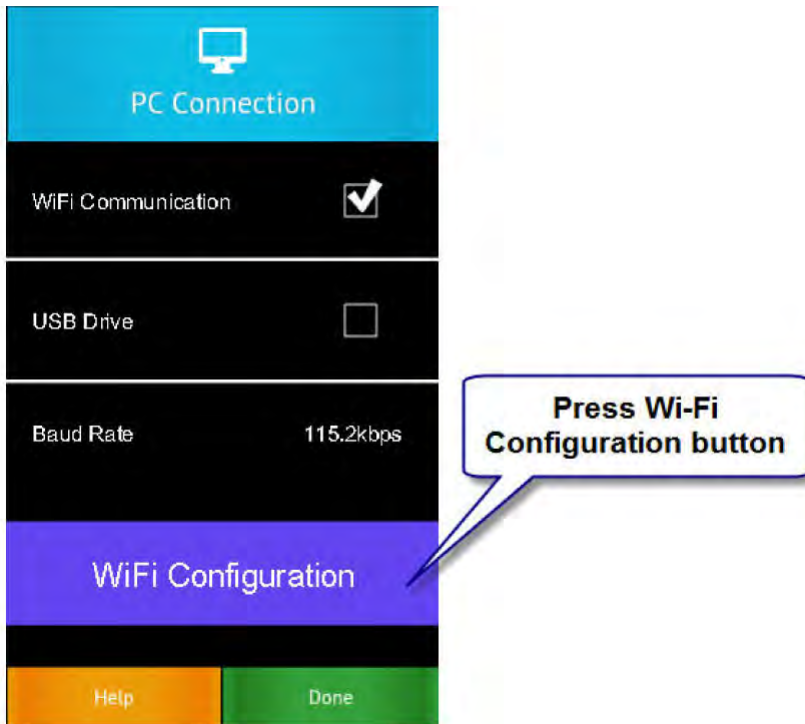 PC Connection
WiFi Communication
USB Drive
Baud Rate 115.2kbps
Press Wi-Fi
Configuration button
WiFi Configuration
Help Done